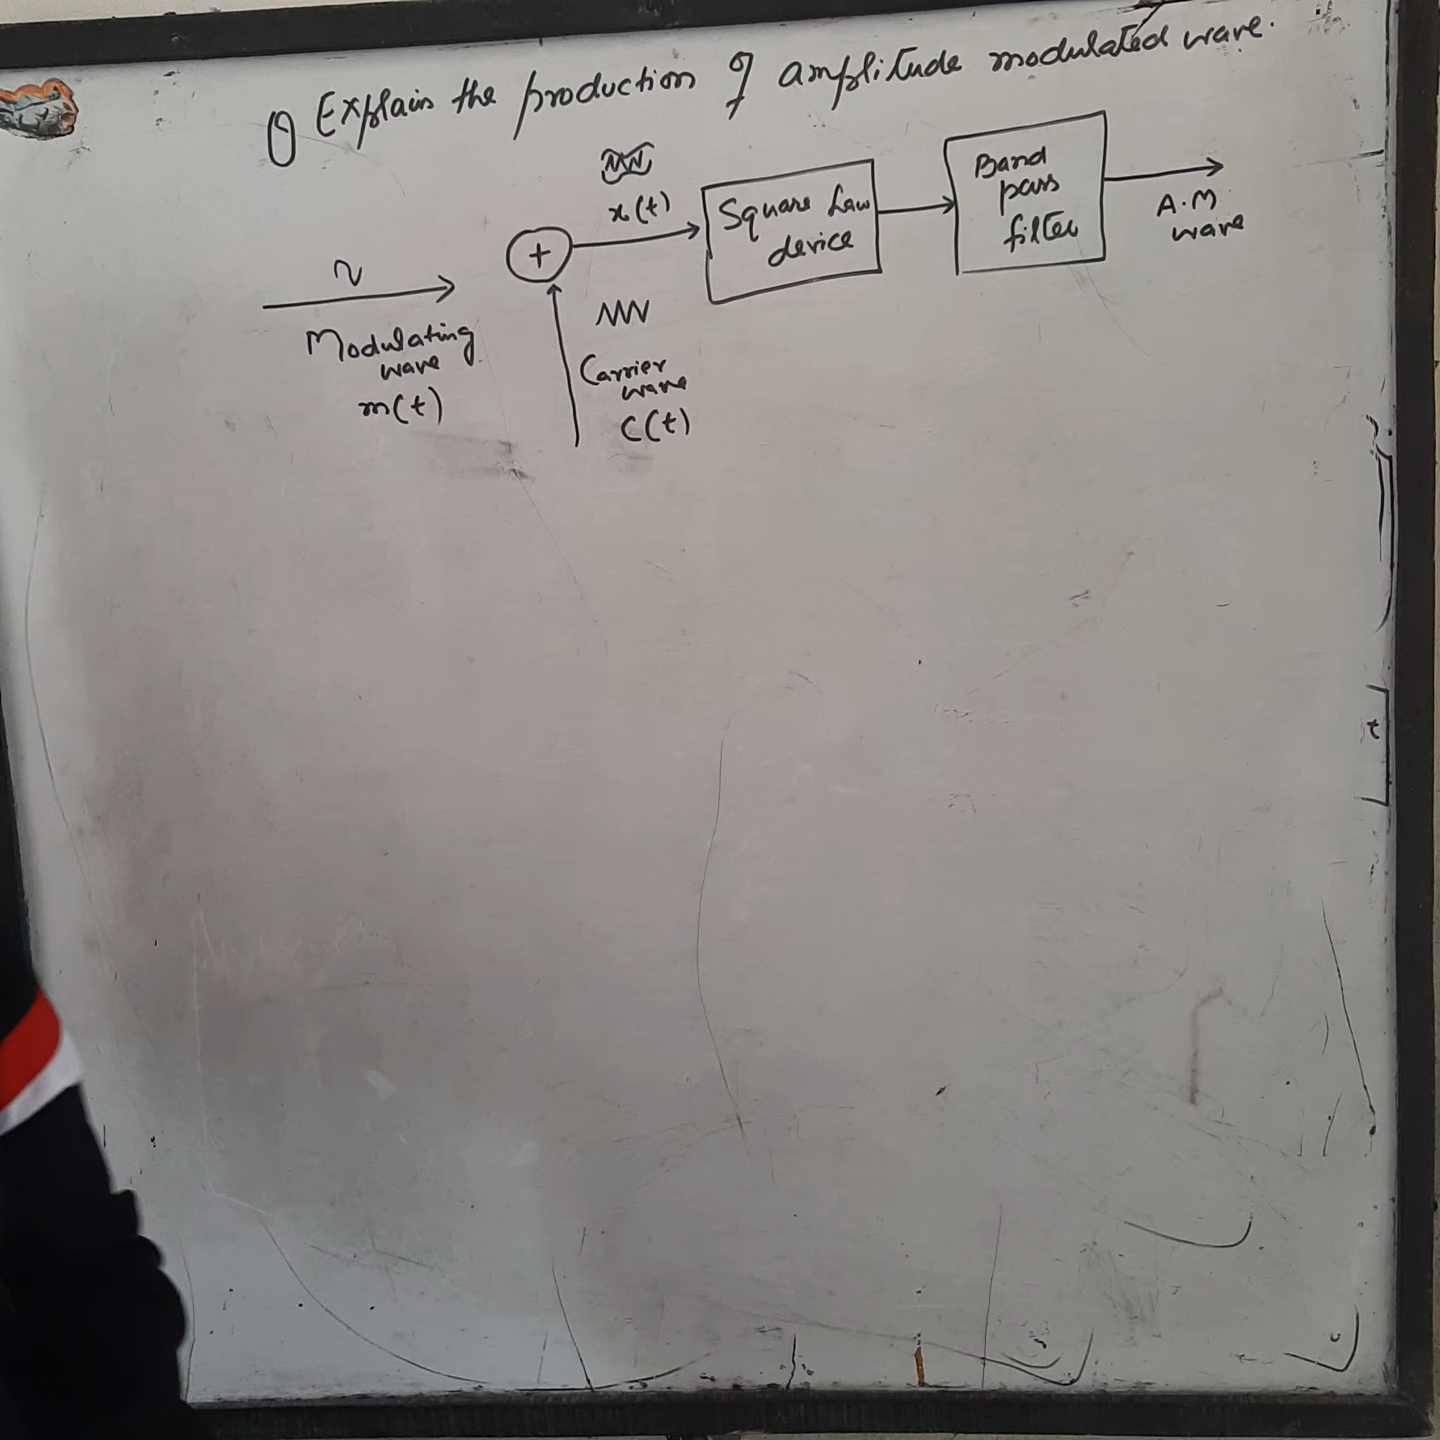 Q Explain the production of amplitude modulated wave.
x(t)
Square Law
device
Band
pass
filter
A.M
wave
+
Modulating
wave
m(t)
Carrier
wave
C(t)
t